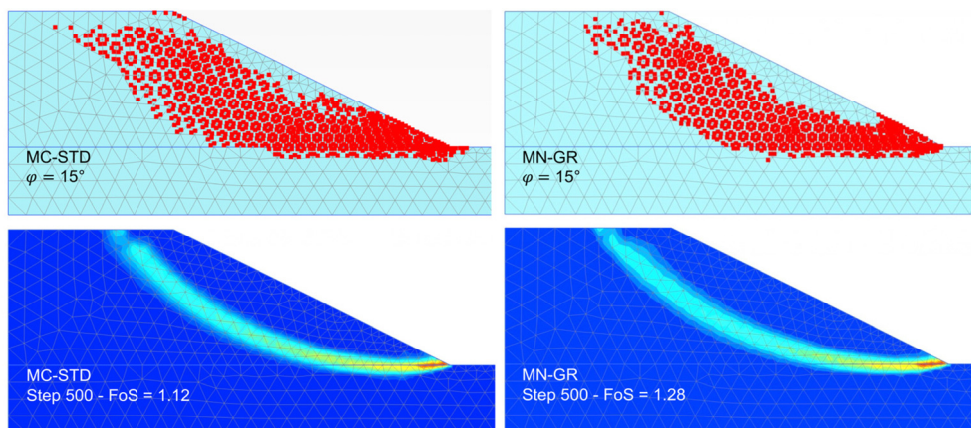 MC-STD
φ = 15°
MN-GR
φ = 15°
MC-STD
Step 500 - FoS = 1.12
MN-GR
Step 500 - FoS = 1.28